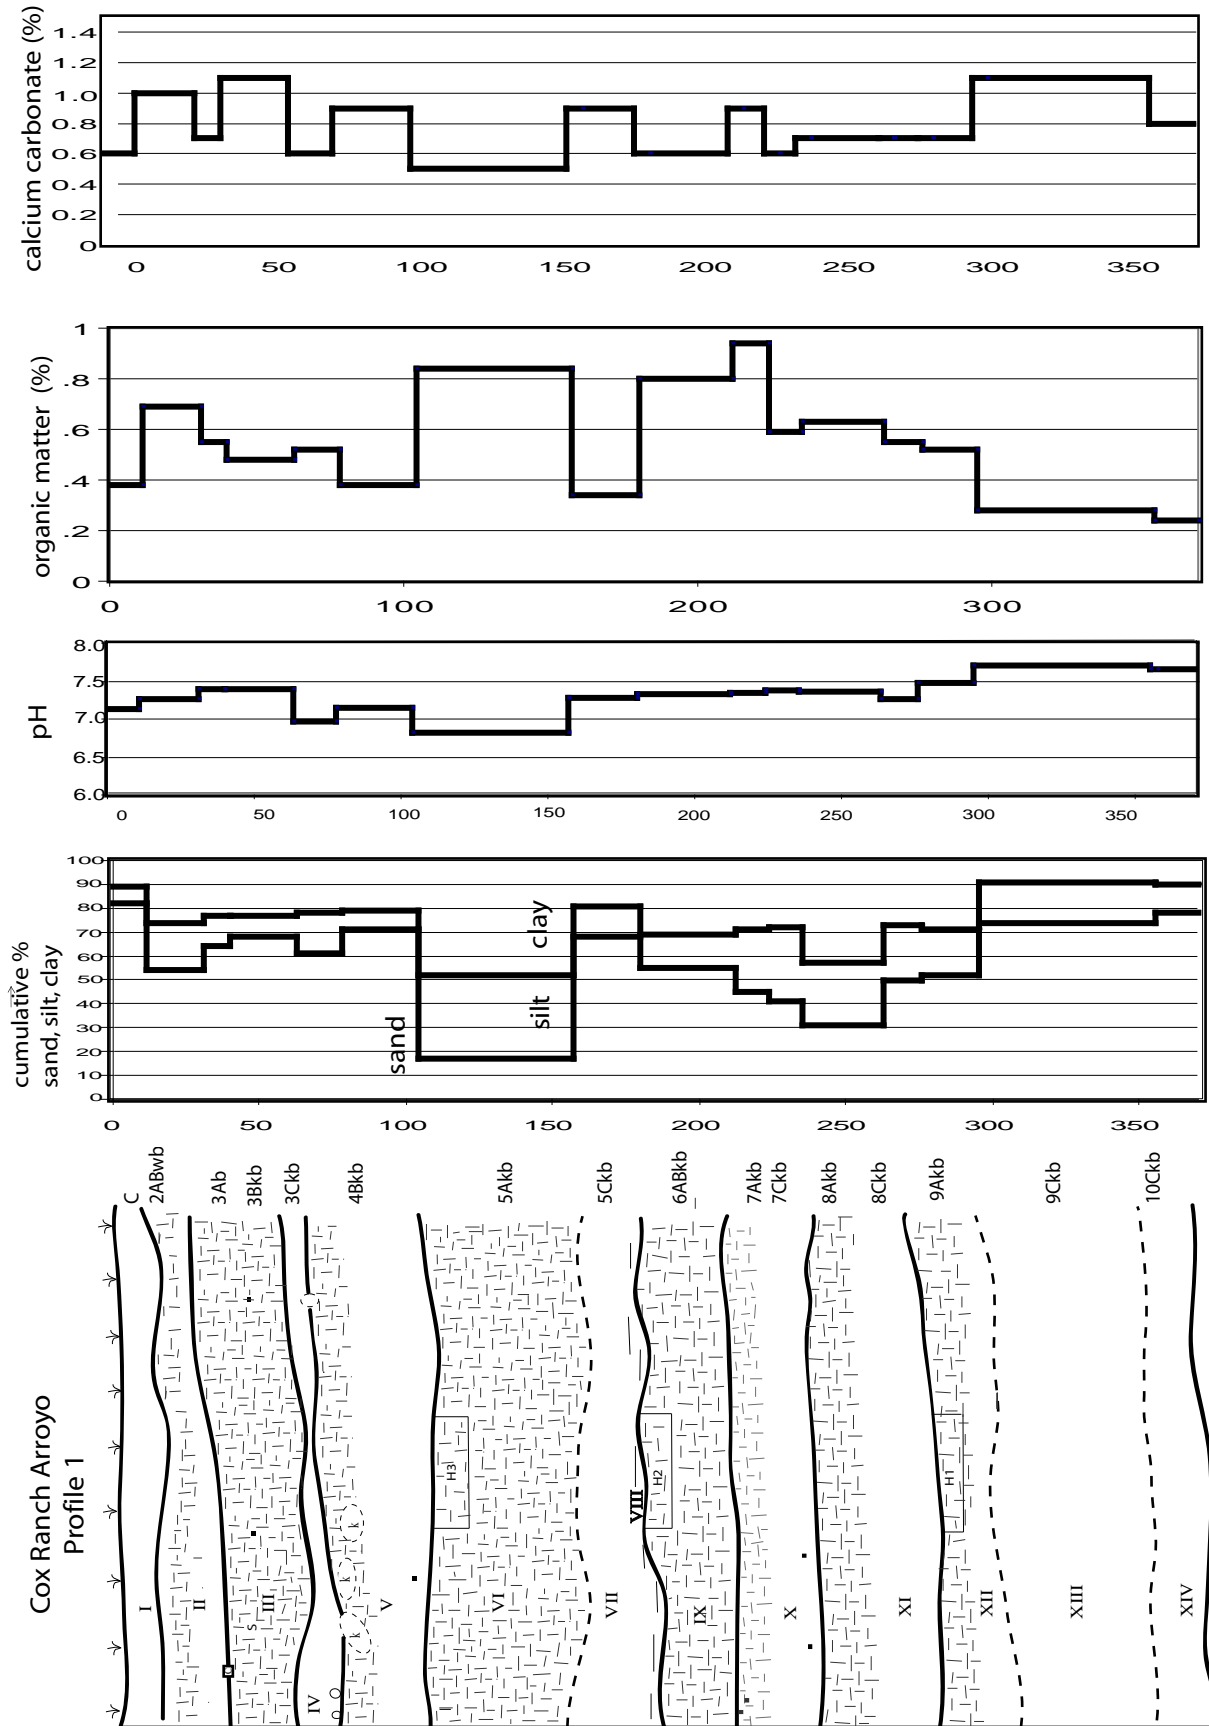 calcium carbonate (%)
1.4
1.2
1.0
0.8
0.6
0.4
0.2
0
0 50 100 150 200 250 300 350
organic matter (%)
1
.8
.6
.4
.2
0
0 100 200 300
pH
8.0
7.5
7.0
6.5
6.0
0 50 100 150 200 250 300 350
cumulative %
sand, silt, clay
100
90
80
70
60
50
40
30
20
10
0
sand
silt
clay
0 50 100 150 200 250 300 350
C
2ABwb
3Ab
3Bkb
3Ckb
4Bkb
5Akb
5Ckb
6ABkb
7Akb
7Ckb
8Akb
8Ckb
9Akb
9Ckb
10Ckb
Cox Ranch Arroyo
Profile 1
H3
H2
H1
I
II
III
IV
V
VI
VII
VIII
IX
X
XI
XII
XIII
XIV
s
k
k
k